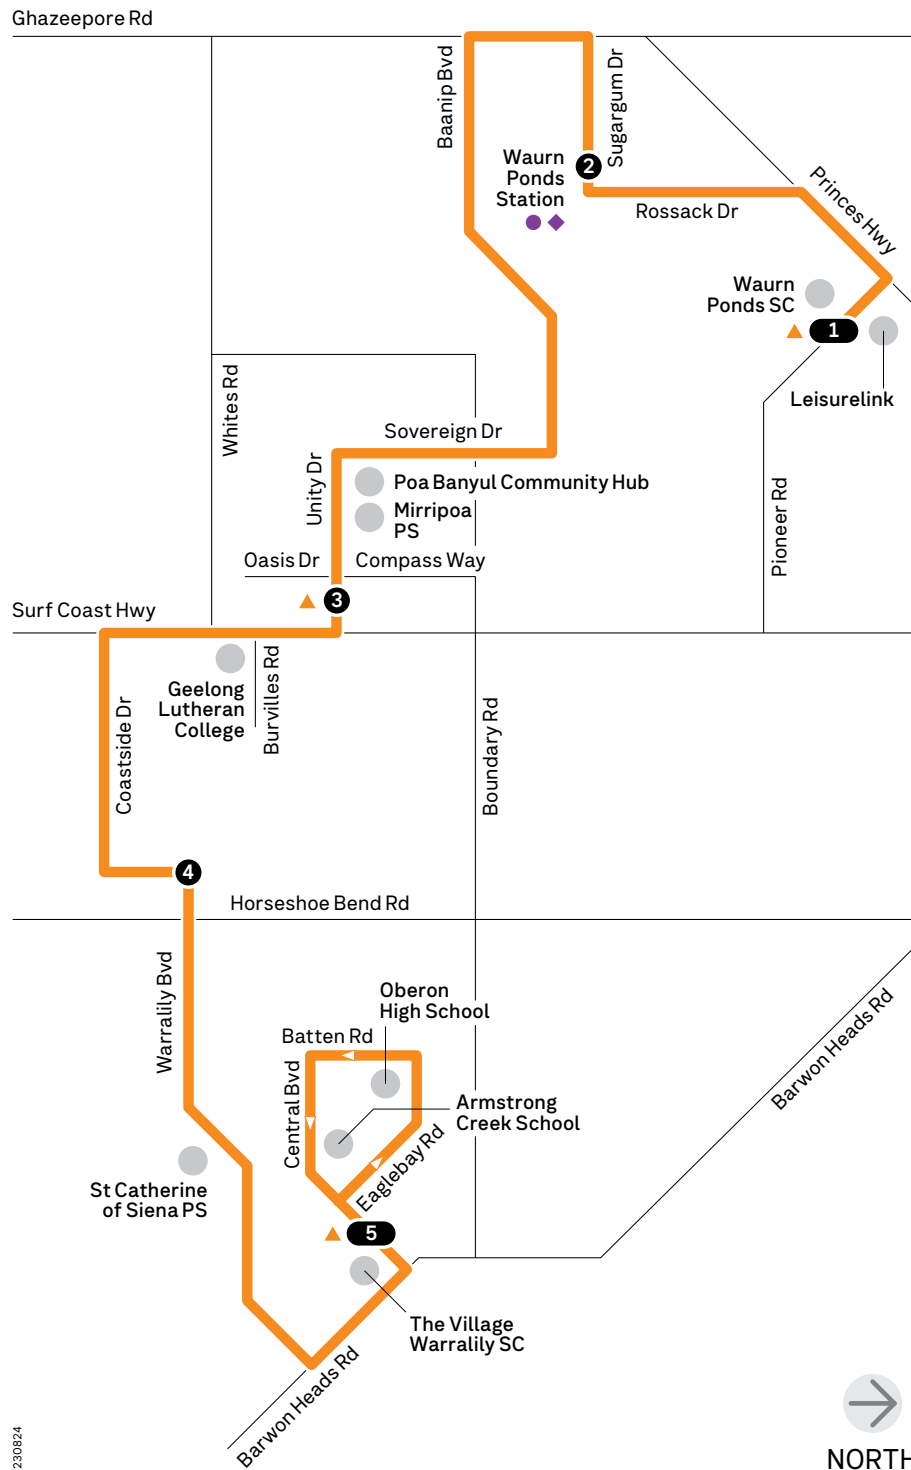 Ghazeepore Rd
Baanip Bvd
Sugargum Dr
2
Waurn
Ponds
Station
Princes Hwy
Rossack Dr
Waurn
Ponds SC
1
Leisurelink
Whites Rd
Sovereign Dr
Unity Dr
Poa Banyul Community Hub
Mirripoa
PS
Pioneer Rd
Oasis Dr
Compass Way
3
Surf Coast Hwy
Geelong
Lutheran
College
Burvilles Rd
Coastside Dr
Boundary Rd
4
Horseshoe Bend Rd
Warralily Bvd
Oberon
High School
Batten Rd
Central Bvd
Barwon Heads Rd
Armstrong
Creek School
Eaglebay Rd
St Catherine
of Siena PS
5
The Village
Warralily SC
Barwon Heads Rd
230824
NORTH